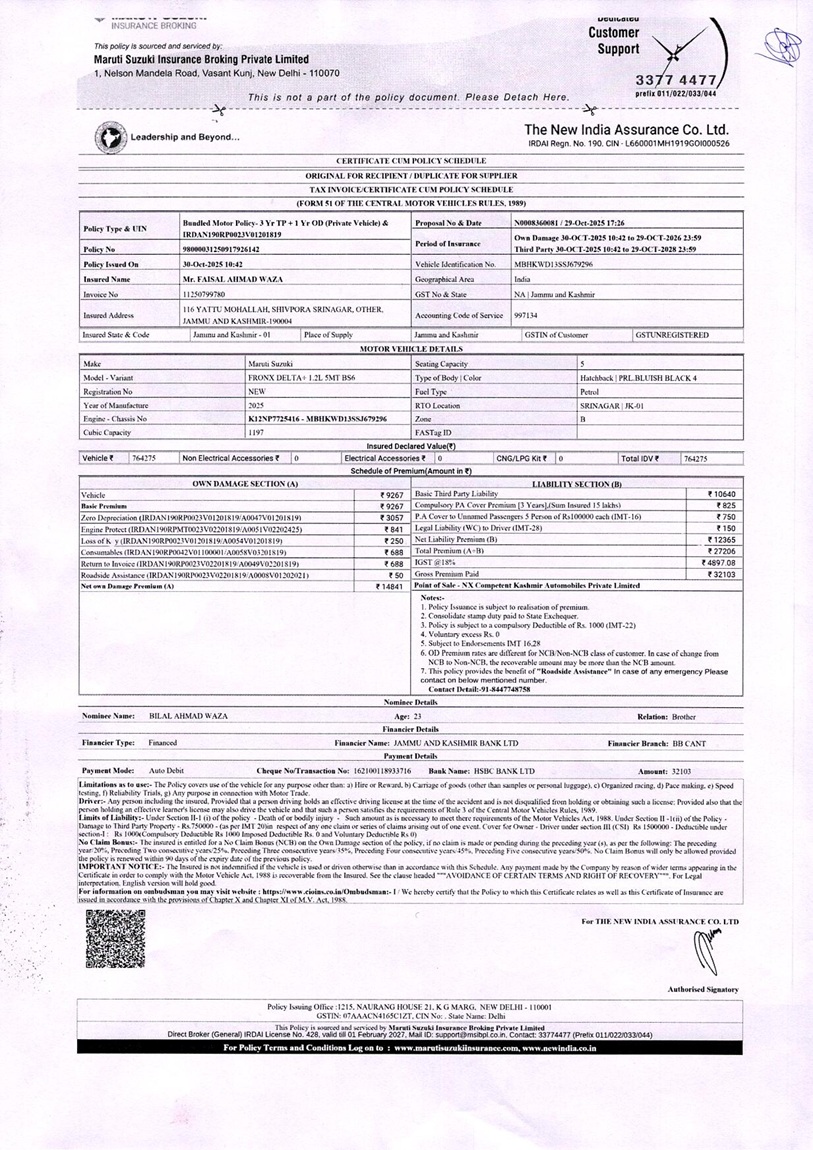 INSURANCE BROKING
This policy is sourced and serviced by:
Maruti Suzuki Insurance Broking Private Limited
1, Nelson Mandela Road, Vasant Kunj, New Delhi - 110070
Dedicated
Customer
Support
3377 4477
prefix 011/022/033/044
This is not a part of the policy document. Please Detach Here.
Leadership and Beyond...
The New India Assurance Co. Ltd.
IRDAI Regn. No. 190. CIN - L660001MH1919GOI000526
CERTIFICATE CUM POLICY SCHEDULE
ORIGINAL FOR RECIPIENT / DUPLICATE FOR SUPPLIER
TAX INVOICE/CERTIFICATE CUM POLICY SCHEDULE
(FORM 51 OF THE CENTRAL MOTOR VEHICLES RULES, 1989)
Policy Type & UIN Bundled Motor Policy- 3 Yr TP + 1 Yr OD (Private Vehicle) & IRDAN190RP0023V01201819 Proposal No & Date N0008360081 / 29-Oct-2025 17:26
Policy No 98000031250917926142 Period of Insurance Own Damage 30-OCT-2025 10:42 to 29-OCT-2026 23:59
Third Party 30-OCT-2025 10:42 to 29-OCT-2028 23:59
Policy Issued On 30-Oct-2025 10:42 Vehicle Identification No. MBHKWD13SSJ679296
Insured Name Mr. FAISAL AHMAD WAZA Geographical Area India
Invoice No 11250799780 GST No & State NA | Jammu and Kashmir
Insured Address 116 YATTU MOHALLAH, SHIVPORA SRINAGAR, OTHER, JAMMU AND KASHMIR-190004 Accounting Code of Service 997134
Insured State & Code Jammu and Kashmir - 01 Place of Supply Jammu and Kashmir GSTIN of Customer GSTUNREGISTERED
MOTOR VEHICLE DETAILS
Make Maruti Suzuki Seating Capacity 5
Model - Variant FRONX DELTA+ 1.2L 5MT BS6 Type of Body | Color Hatchback | PRL.BLUISH BLACK 4
Registration No NEW Fuel Type Petrol
Year of Manufacture 2025 RTO Location SRINAGAR | JK-01
Engine - Chassis No K12NP7725416 - MBHKWD13SSJ679296 Zone B
Cubic Capacity 1197 FASTag ID
Insured Declared Value(₹)
Vehicle ₹ 764275 Non Electrical Accessories ₹ 0 Electrical Accessories ₹ 0 CNG/LPG Kit ₹ 0 Total IDV ₹ 764275
Schedule of Premium(Amount in ₹)
OWN DAMAGE SECTION (A)
Vehicle ₹ 9267
Basic Premium ₹ 9267
Zero Depreciation (IRDAN190RP0023V01201819/A0047V01201819) ₹ 3057
Engine Protect (IRDAN190RPMT0023V02201819/A0051V02202425) ₹ 841
Loss of K y (IRDAN190RP0023V01201819/A0054V01201819) ₹ 250
Consumables (IRDAN190RP0042V01100001/A0058V03201819) ₹ 688
Return to Invoice (IRDAN190RP0023V02201819/A0049V02201819) ₹ 688
Roadside Assistance (IRDAN190RP0023V02201819/A0008V01202021) ₹ 50
Net own Damage Premium (A) ₹ 14841
LIABILITY SECTION (B)
Basic Third Party Liability ₹ 10640
Compulsory PA Cover Premium [3 Years],(Sum Insured 15 lakhs) ₹ 825
P.A Cover to Unnamed Passengers 5 Person of Rs100000 each (IMT-16) ₹ 750
Legal Liability (WC) to Driver (IMT-28) ₹ 150
Net Liability Premium (B) ₹ 12365
Total Premium (A+B) ₹ 27206
IGST @18% ₹ 4897.08
Gross Premium Paid ₹ 32103
Point of Sale - NX Competent Kashmir Automobiles Private Limited
Notes:-
1. Policy Issuance is subject to realisation of premium.
2. Consolidate stamp duty paid to State Exchequer.
3. Policy is subject to a compulsory Deductible of Rs. 1000 (IMT-22)
4. Voluntary excess Rs. 0
5. Subject to Endorsements IMT 16,28
6. OD Premium rates are different for NCB/Non-NCB class of customer. In case of change from
NCB to Non-NCB, the recoverable amount may be more than the NCB amount.
7. This policy provides the benefit of "Roadside Assistance" In case of any emergency Please
contact on below mentioned number.
Contact Detail:-91-8447748758
Nominee Details
Nominee Name: BILAL AHMAD WAZA Age: 23 Relation: Brother
Financier Details
Financier Type: Financed Financier Name: JAMMU AND KASHMIR BANK LTD Financier Branch: BB CANT
Payment Details
Payment Mode: Auto Debit Cheque No/Transaction No: 162100118933716 Bank Name: HSBC BANK LTD Amount: 32103
Limitations as to use:- The Policy covers use of the vehicle for any purpose other than: a) Hire or Reward, b) Carriage of goods (other than samples or personal luggage), c) Organized racing, d) Pace making, e) Speed
testing, f) Reliability Trials, g) Any purpose in connection with Motor Trade.
Driver:- Any person including the insured. Provided that a person driving holds an effective driving license at the time of the accident and is not disqualified from holding or obtaining such a license; Provided also that the
person holding an effective learner's license may also drive the vehicle and that such a person satisfies the requirements of Rule 3 of the Central Motor Vehicles Rules, 1989.
Limits of Liability:- Under Section II-1 (i) of the policy - Death of or bodily injury - Such amount as is necessary to meet there requirements of the Motor Vehicles Act, 1988. Under Section II -1(ii) of the Policy -
Damage to Third Property - Rs.750000 - (as per IMT 20)in respect of any one claim or series of claims arising out of one event. Cover for Owner - Driver under section III (CSI) Rs 1500000 - Deductible under
section-I : Rs 1000(Compulsory Deductible Rs 1000 Imposed Deductible Rs. 0 and Voluntary Deductible Rs 0)
No Claim Bonus:- The insured is entitled for a No Claim Bonus (NCB) on the Own Damage section of the policy, if no claim is made or pending during the preceding year (s), as per the following: The preceding
year/20%, Preceding Two consecutive years/25%. Preceding Three consecutive years/35%, Preceding Four consecutive years/45%, Preceding Five consecutive years/50%. No Claim Bonus will only be allowed provided
the policy is renewed within 90 days of the expiry date of the previous policy.
IMPORTANT NOTICE:- The Insured is not indemnified if the vehicle is used or driven otherwise than in accordance with this Schedule. Any payment made by the Company by reason of wider terms appearing in the
Certificate in order to comply with the Motor Vehicle Act, 1988 is recoverable from the Insured. See the clause headed """AVOIDANCE OF CERTAIN TERMS AND RIGHT OF RECOVERY""". For Legal
interpretation, English version will hold good.
For information on ombudsman you may visit website : https://www.cioins.co.in/Ombudsman:- I / We hereby certify that the Policy to which this Certificate relates as well as this Certificate of Insurance are
issued in accordance with the provisions of Chapter X and Chapter XI of M.V. Act, 1988.
For THE NEW INDIA ASSURANCE CO. LTD
Authorised Signatory
Policy Issuing Office :1215, NAURANG HOUSE 21, K G MARG, NEW DELHI - 110001
GSTIN: 07AAACN4165C1ZT, CIN No: . State Name: Delhi
This Policy is sourced and serviced by Maruti Suzuki Insurance Broking Private Limited
Direct Broker (General) IRDAI License No. 428, valid till 01 February 2027, Mail ID: support@msibpl.co.in, Contact: 33774477 (Prefix 011/022/033/044)
For Policy Terms and Conditions Log on to : www.marutisuzukiinsurance.com, www.newindia.co.in